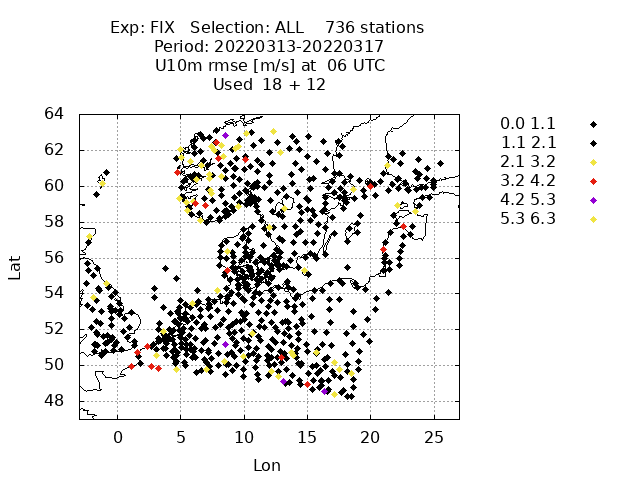 Exp: FIX   Selection: ALL    736 stations
Period: 20220313-20220317
U10m rmse [m/s] at  06 UTC
Used  18 + 12
64
62
60
58
56
54
52
50
48
Lat
0 5 10 15 20 25
Lon
0.0 1.1
1.1 2.1
2.1 3.2
3.2 4.2
4.2 5.3
5.3 6.3